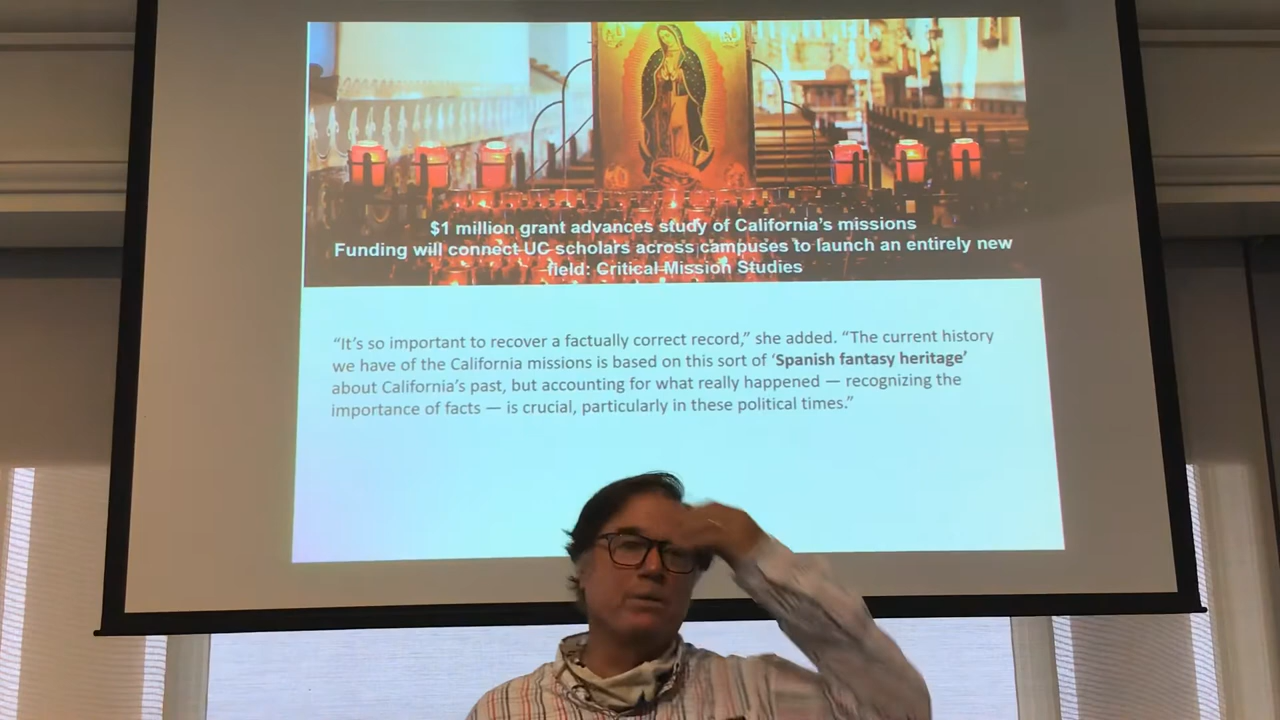 $1 million grant advances study of California's missions
Funding will connect UC scholars across campuses to launch an entirely new
field: Critical Mission Studies
“It's so important to recover a factually correct record,” she added. “The current history
we have of the California missions is based on this sort of ‘Spanish fantasy heritage’
about California's past, but accounting for what really happened — recognizing the
importance of facts — is crucial, particularly in these political times.”